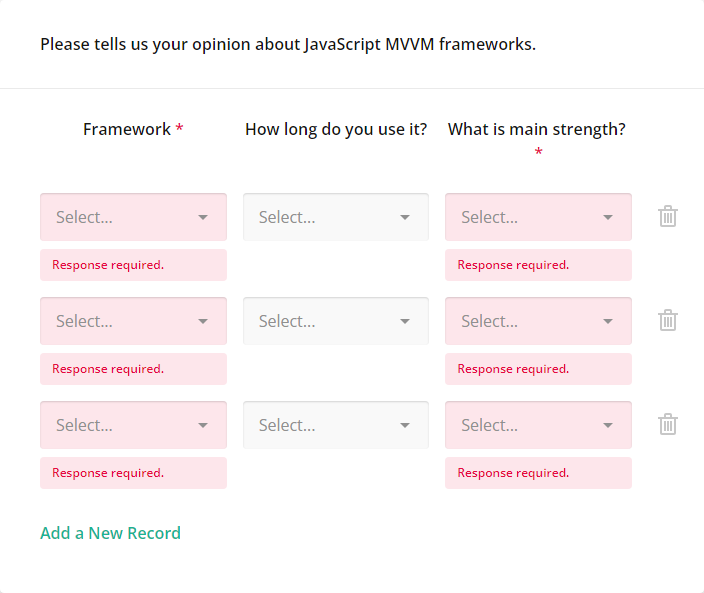 Please tells us your opinion about JavaScript MVVM frameworks.
Framework * How long do you use it? What is main strength?
*
Select... Select... Select...
Response required. Response required.
Select... Select... Select...
Response required. Response required.
Select... Select... Select...
Response required. Response required.
Add a New Record